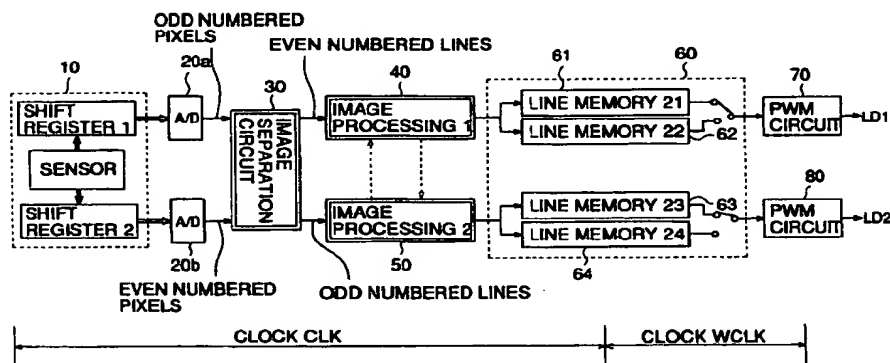 ODD NUMBERED
PIXELS
EVEN NUMBERED LINES
10
20a
30
40
61
60
70
SHIFT
REGISTER 1
A/D
IMAGE
SEPARATION
CIRCUIT
IMAGE
PROCESSING 1
LINE MEMORY 21
LINE MEMORY 22
62
PWM
CIRCUIT
LD1
SENSOR
SHIFT
REGISTER 2
A/D
IMAGE
PROCESSING 2
LINE MEMORY 23
63
LINE MEMORY 24
80
PWM
CIRCUIT
LD2
20b
50
64
EVEN NUMBERED
PIXELS
ODD NUMBERED LINES
CLOCK CLK
CLOCK WCLK